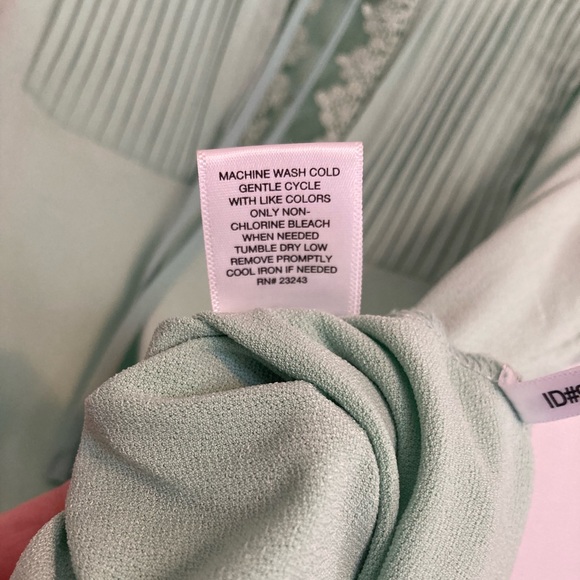 MACHINE WASH COLD
GENTLE CYCLE
WITH LIKE COLORS
ONLY NON-
CHLORINE BLEACH
WHEN NEEDED
TUMBLE DRY LOW
REMOVE PROMPTLY
COOL IRON IF NEEDED
RN# 23243
ID#